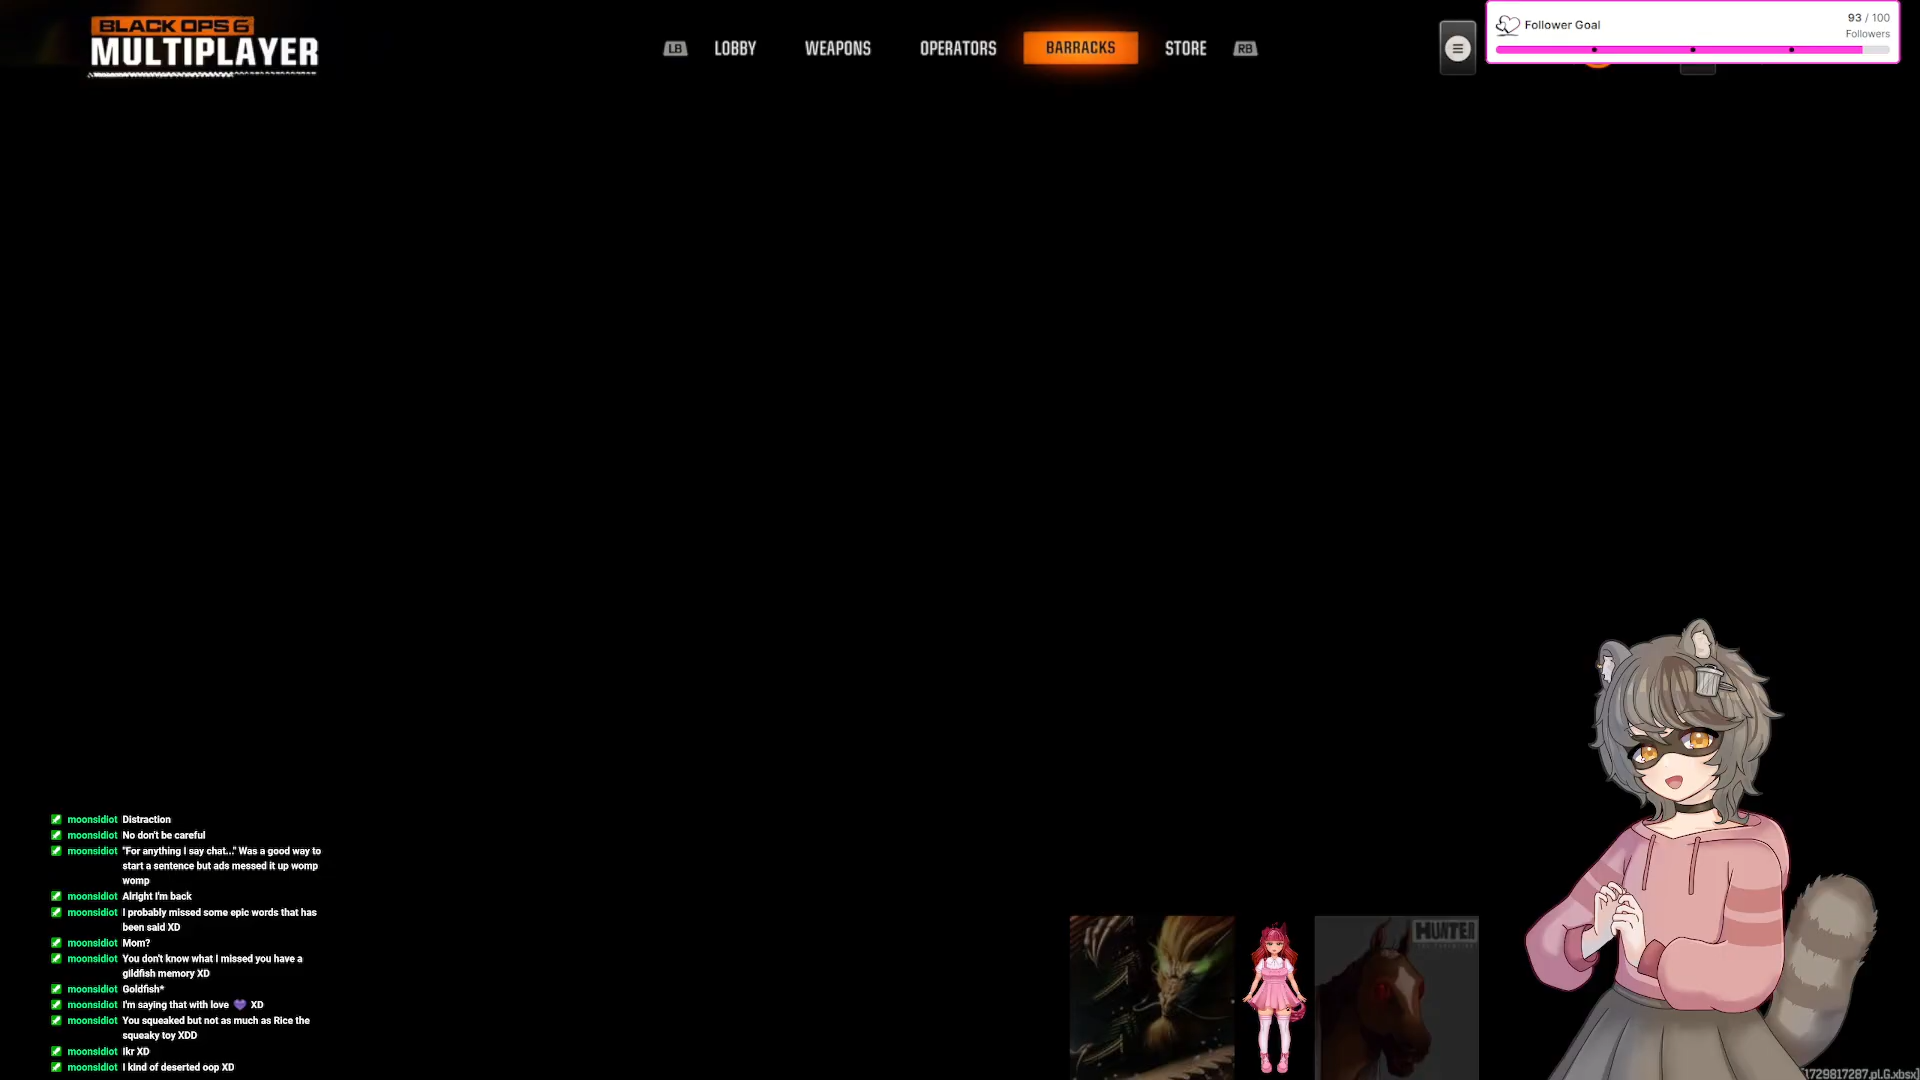 BLACK OPS 6
MULTIPLAYER
LB LOBBY WEAPONS OPERATORS BARRACKS STORE RB
Follower Goal
93 / 100
Followers
moonsidiot Distraction
moonsidiot No don't be careful
moonsidiot "For anything I say chat..." Was a good way to
start a sentence but ads messed it up womp
womp
moonsidiot Alright I'm back
moonsidiot I probably missed some epic words that has
been said XD
moonsidiot Mom?
moonsidiot You don't know what I missed you have a
gildfish memory XD
moonsidiot Goldfish*
moonsidiot I'm saying that with love 💜 XD
moonsidiot You squeaked but not as much as Rice the
squeaky toy XDD
moonsidiot Ikr XD
moonsidiot I kind of deserted oop XD
HUNTER
[1729817287.pl.G.xbsx]